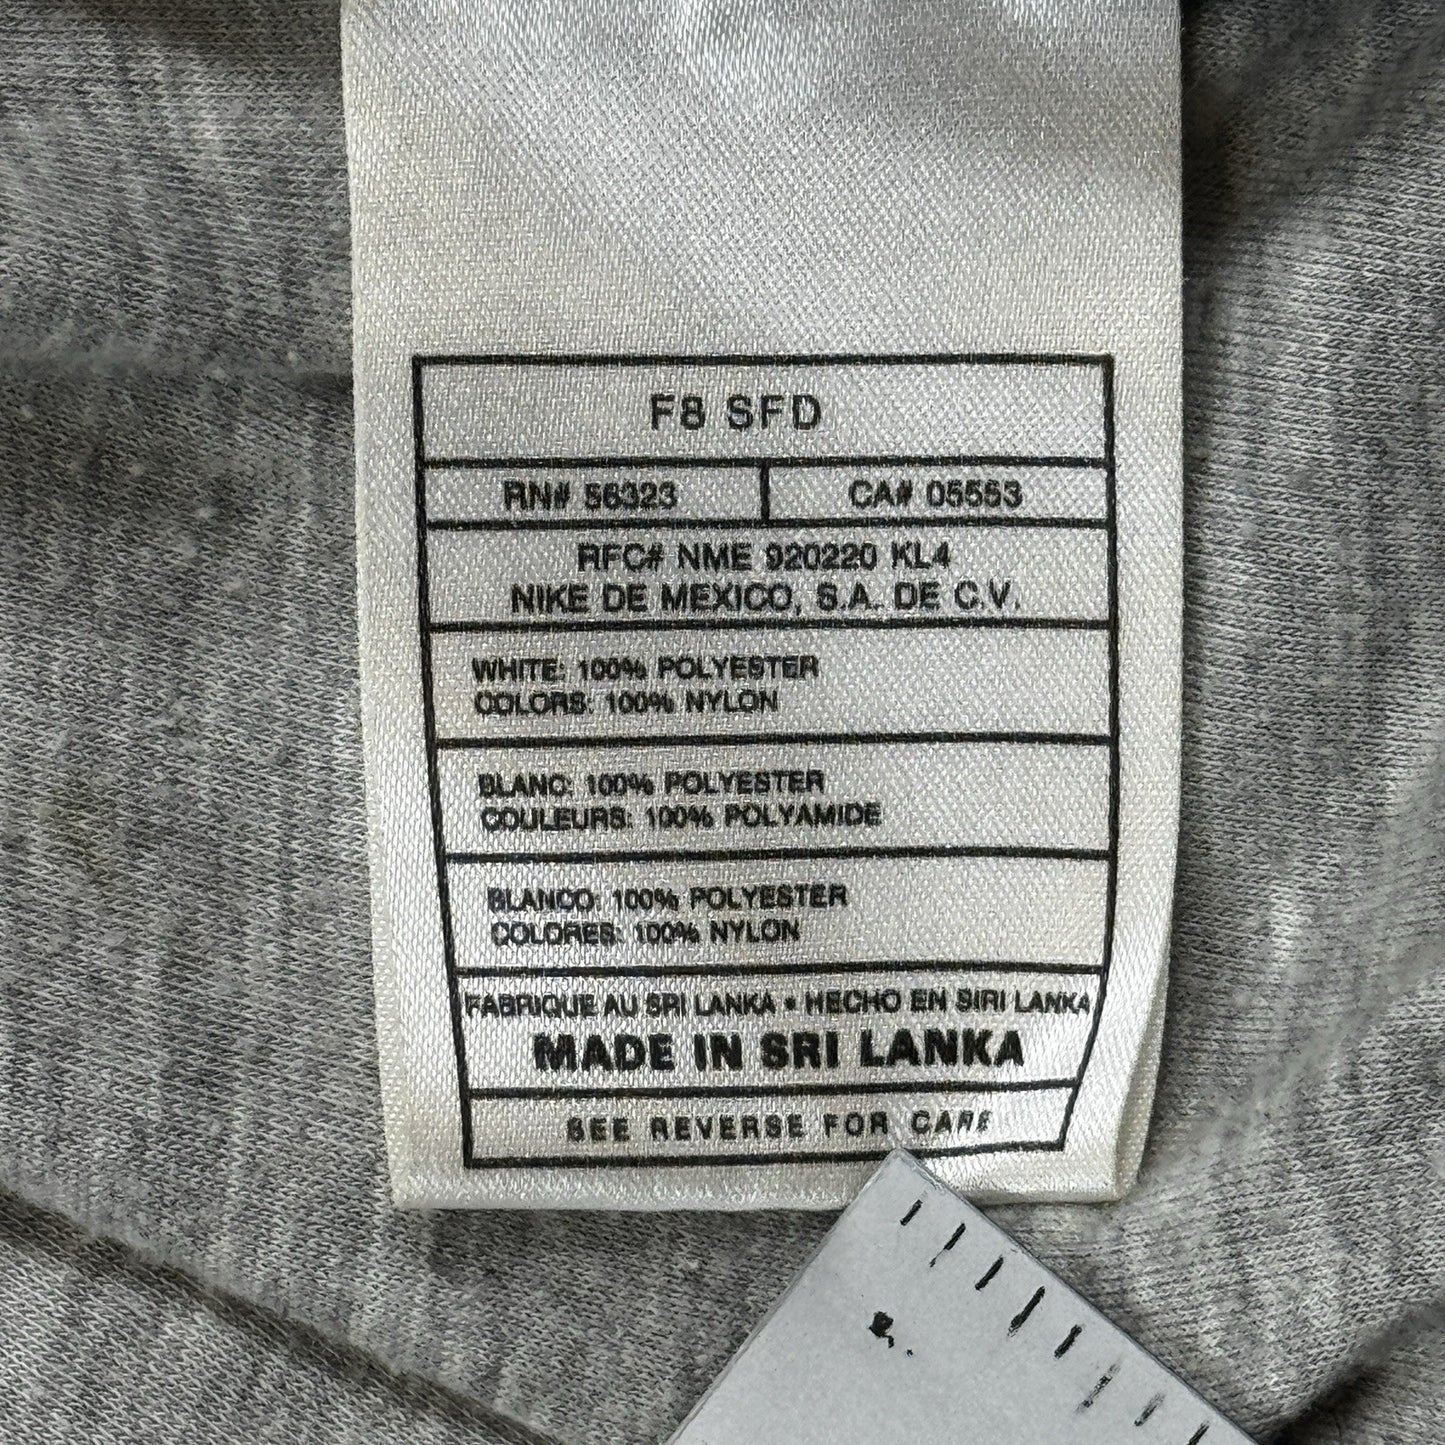 F8 SFD
RN# 56323 CA# 05553
RFC# NME 920220 KL4
NIKE DE MEXICO, S.A. DE C.V.
WHITE: 100% POLYESTER
COLORS: 100% NYLON
BLANC: 100% POLYESTER
COULEURS: 100% POLYAMIDE
BLANCO: 100% POLYESTER
COLORES: 100% NYLON
FABRIQUE AU SRI LANKA • HECHO EN SIRI LANKA
MADE IN SRI LANKA
SEE REVERSE FOR CARE